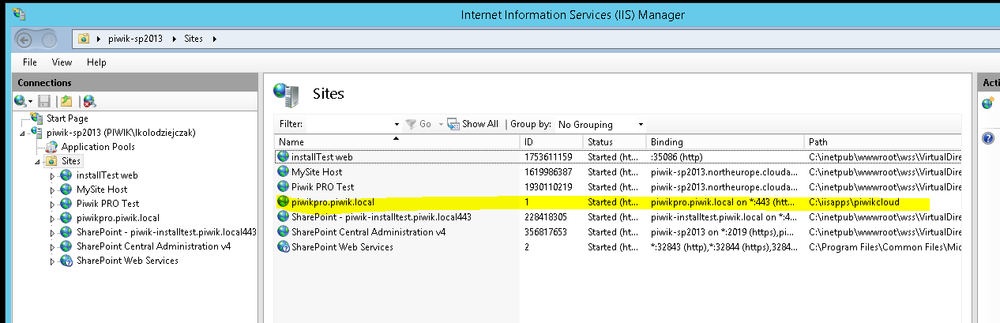 Internet Information Services (IIS) Manager
piwik-sp2013 Sites
File View Help
Connections
Start Page
piwik-sp2013 (PIWIK\lkolodziejczak)
Application Pools
Sites
installTest web
MySite Host
Piwik PRO Test
piwikpro.piwik.local
SharePoint - piwik-installtest.piwik.local443
SharePoint Central Administration v4
SharePoint Web Services
Sites
Filter: Go Show All Group by: No Grouping
Name ID Status Binding Path
installTest web 1753611159 Started (ht... :35086 (http) C:\inetpub\wwwroot\wss\VirtualDire
MySite Host 1619986387 Started (ht... piwik-sp2013.northeurope.clouda... C:\inetpub\wwwroot\wss\VirtualDire
Piwik PRO Test 1930110219 Started (ht... piwik-sp2013.northeurope.clouda... C:\inetpub\wwwroot\wss\VirtualDire
piwikpro.piwik.local 1 Started (ht... piwikpro.piwik.local on *:443 (htt... C:\iisapps\piwikcloud
SharePoint - piwik-installtest.piwik.local443 228418305 Started (ht... piwik-installtest.piwik.local on *:4... C:\inetpub\wwwroot\wss\VirtualDire
SharePoint Central Administration v4 356817653 Started (ht... piwik-sp2013 on *:2019 (https),pi... C:\inetpub\wwwroot\wss\VirtualDire
SharePoint Web Services 2 Started (ht... *:32843 (http),*:32844 (https),3284... C:\Program Files\Common Files\Mic
Acti